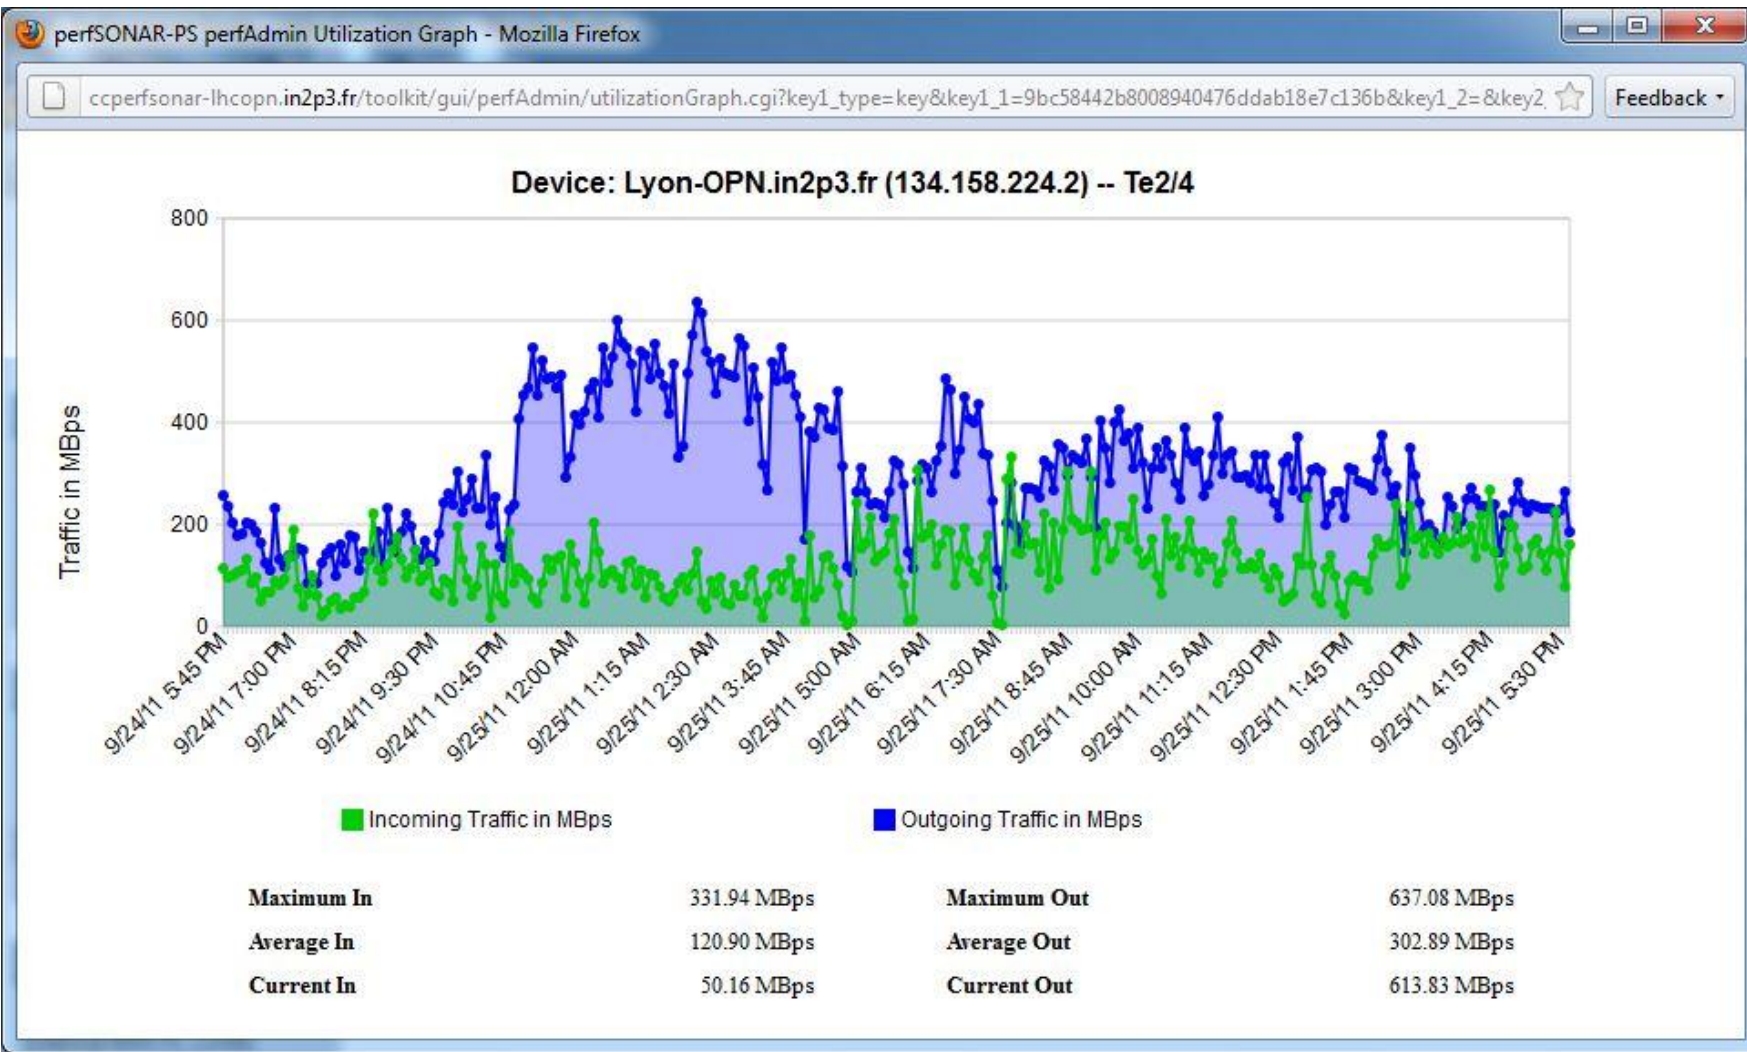 perfSONAR-PS perfAdmin Utilization Graph - Mozilla Firefox
ccperfsonar-lhcopn.in2p3.fr/toolkit/gui/perfAdmin/utilizationGraph.cgi?key1_type=key&key1_1=9bc58442b8008940476ddab18e7c136b&key1_2=&key2_ Feedback
Device: Lyon-OPN.in2p3.fr (134.158.224.2) -- Te2/4
Traffic in MBps
800
600
400
200
0
9/24/11 5:45 PM
9/24/11 7:00 PM
9/24/11 8:15 PM
9/24/11 9:30 PM
9/24/11 10:45 PM
9/25/11 12:00 AM
9/25/11 1:15 AM
9/25/11 2:30 AM
9/25/11 3:45 AM
9/25/11 5:00 AM
9/25/11 6:15 AM
9/25/11 7:30 AM
9/25/11 8:45 AM
9/25/11 10:00 AM
9/25/11 11:15 AM
9/25/11 12:30 PM
9/25/11 1:45 PM
9/25/11 3:00 PM
9/25/11 4:15 PM
9/25/11 5:30 PM
Incoming Traffic in MBps Outgoing Traffic in MBps
Maximum In 331.94 MBps Maximum Out 637.08 MBps
Average In 120.90 MBps Average Out 302.89 MBps
Current In 50.16 MBps Current Out 613.83 MBps